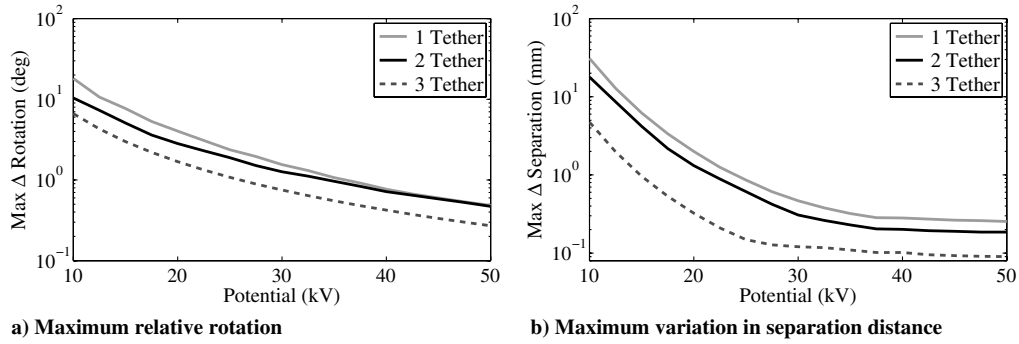 10^2
10^1
10^0
10^-1
Max Δ Rotation (deg)
1 Tether
2 Tether
3 Tether
10 20 30 40 50
Potential (kV)
a) Maximum relative rotation
10^2
10^1
10^0
10^-1
Max Δ Separation (mm)
1 Tether
2 Tether
3 Tether
10 20 30 40 50
Potential (kV)
b) Maximum variation in separation distance